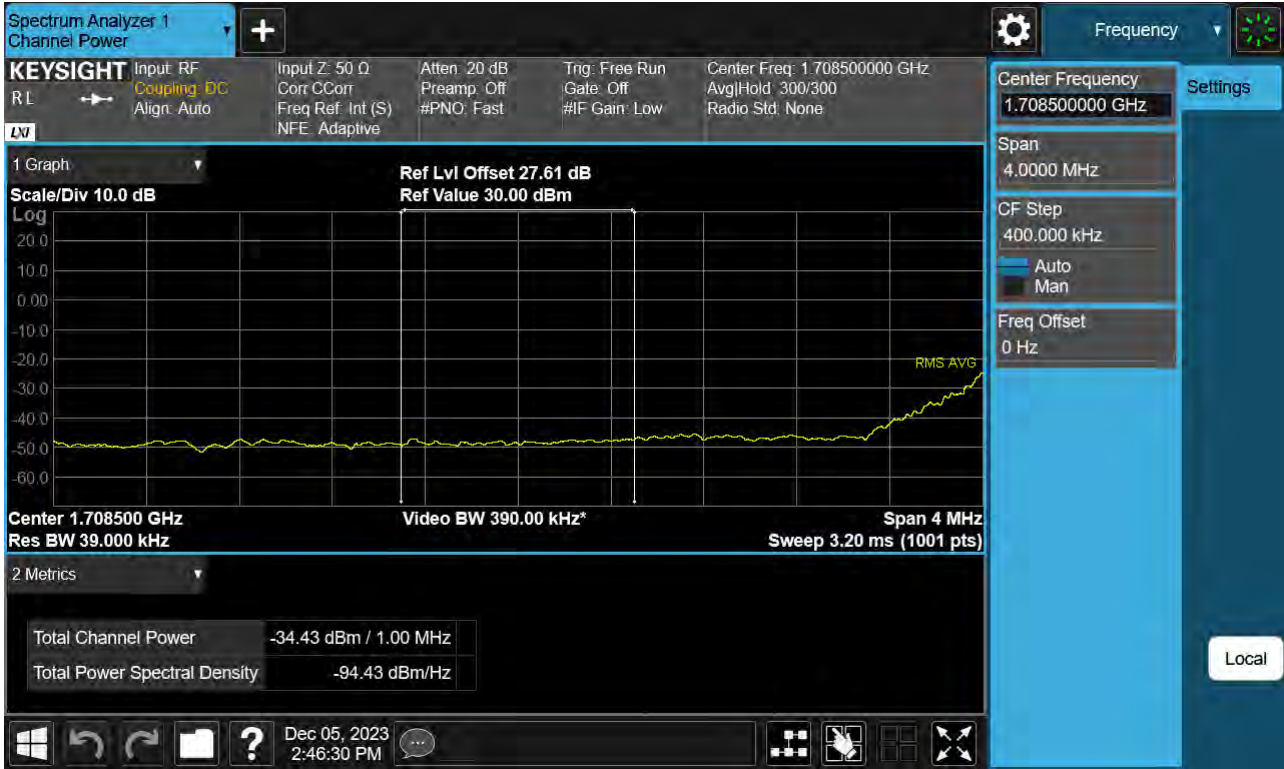 Spectrum Analyzer 1
Channel Power
+
Frequency
KEYSIGHT
RL
LXI
Input: RF
Coupling: DC
Align: Auto
Input Z: 50 Ω
Corr CCorr
Freq Ref: Int (S)
NFE: Adaptive
Atten: 20 dB
Preamp: Off
#PNO: Fast
Trig: Free Run
Gate: Off
#IF Gain: Low
Center Freq: 1.708500000 GHz
Avg|Hold: 300/300
Radio Std: None
Center Frequency
1.708500000 GHz
Settings
Span
4.0000 MHz
CF Step
400.000 kHz
Auto
Man
Freq Offset
0 Hz
Local
1 Graph
Scale/Div 10.0 dB
Ref Lvl Offset 27.61 dB
Ref Value 30.00 dBm
Log
20.0
10.0
0.00
-10.0
-20.0
-30.0
-40.0
-50.0
-60.0
RMS AVG
Center 1.708500 GHz
Video BW 390.00 kHz*
Span 4 MHz
Res BW 39.000 kHz
Sweep 3.20 ms (1001 pts)
2 Metrics
Total Channel Power -34.43 dBm / 1.00 MHz
Total Power Spectral Density -94.43 dBm/Hz
?
Dec 05, 2023
2:46:30 PM